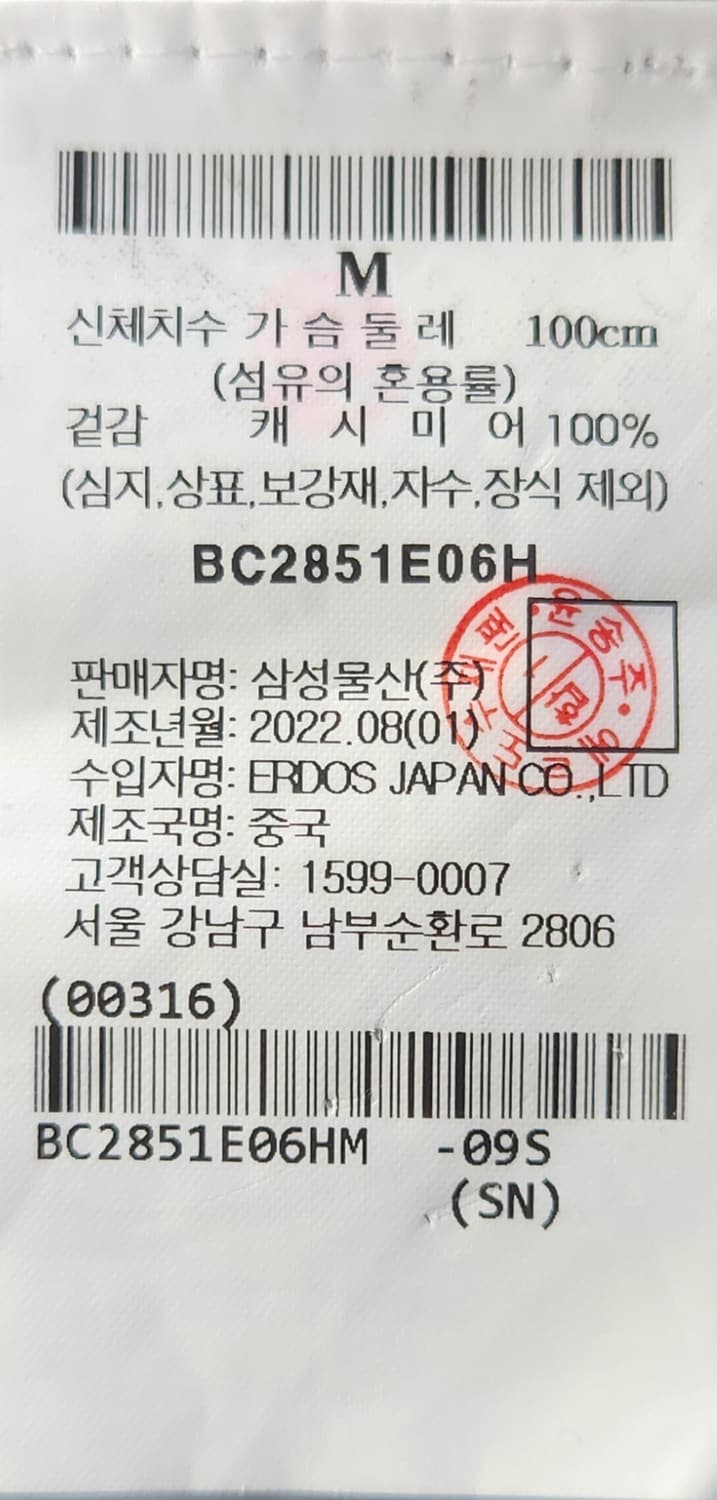 M
신체치수 가 슴 둘 레 100cm
(섬유의 혼용률)
겉감 캐 시 미 어 100%
(심지,상표,보강재,자수,장식 제외)
BC2851E06H
판매자명: 삼성물산(주)
제조년월: 2022.08(01)
수입자명: ERDOS JAPAN CO.,LTD
제조국명: 중국
고객상담실: 1599-0007
서울 강남구 남부순환로 2806
(00316)
BC2851E06HM -09S
(SN)